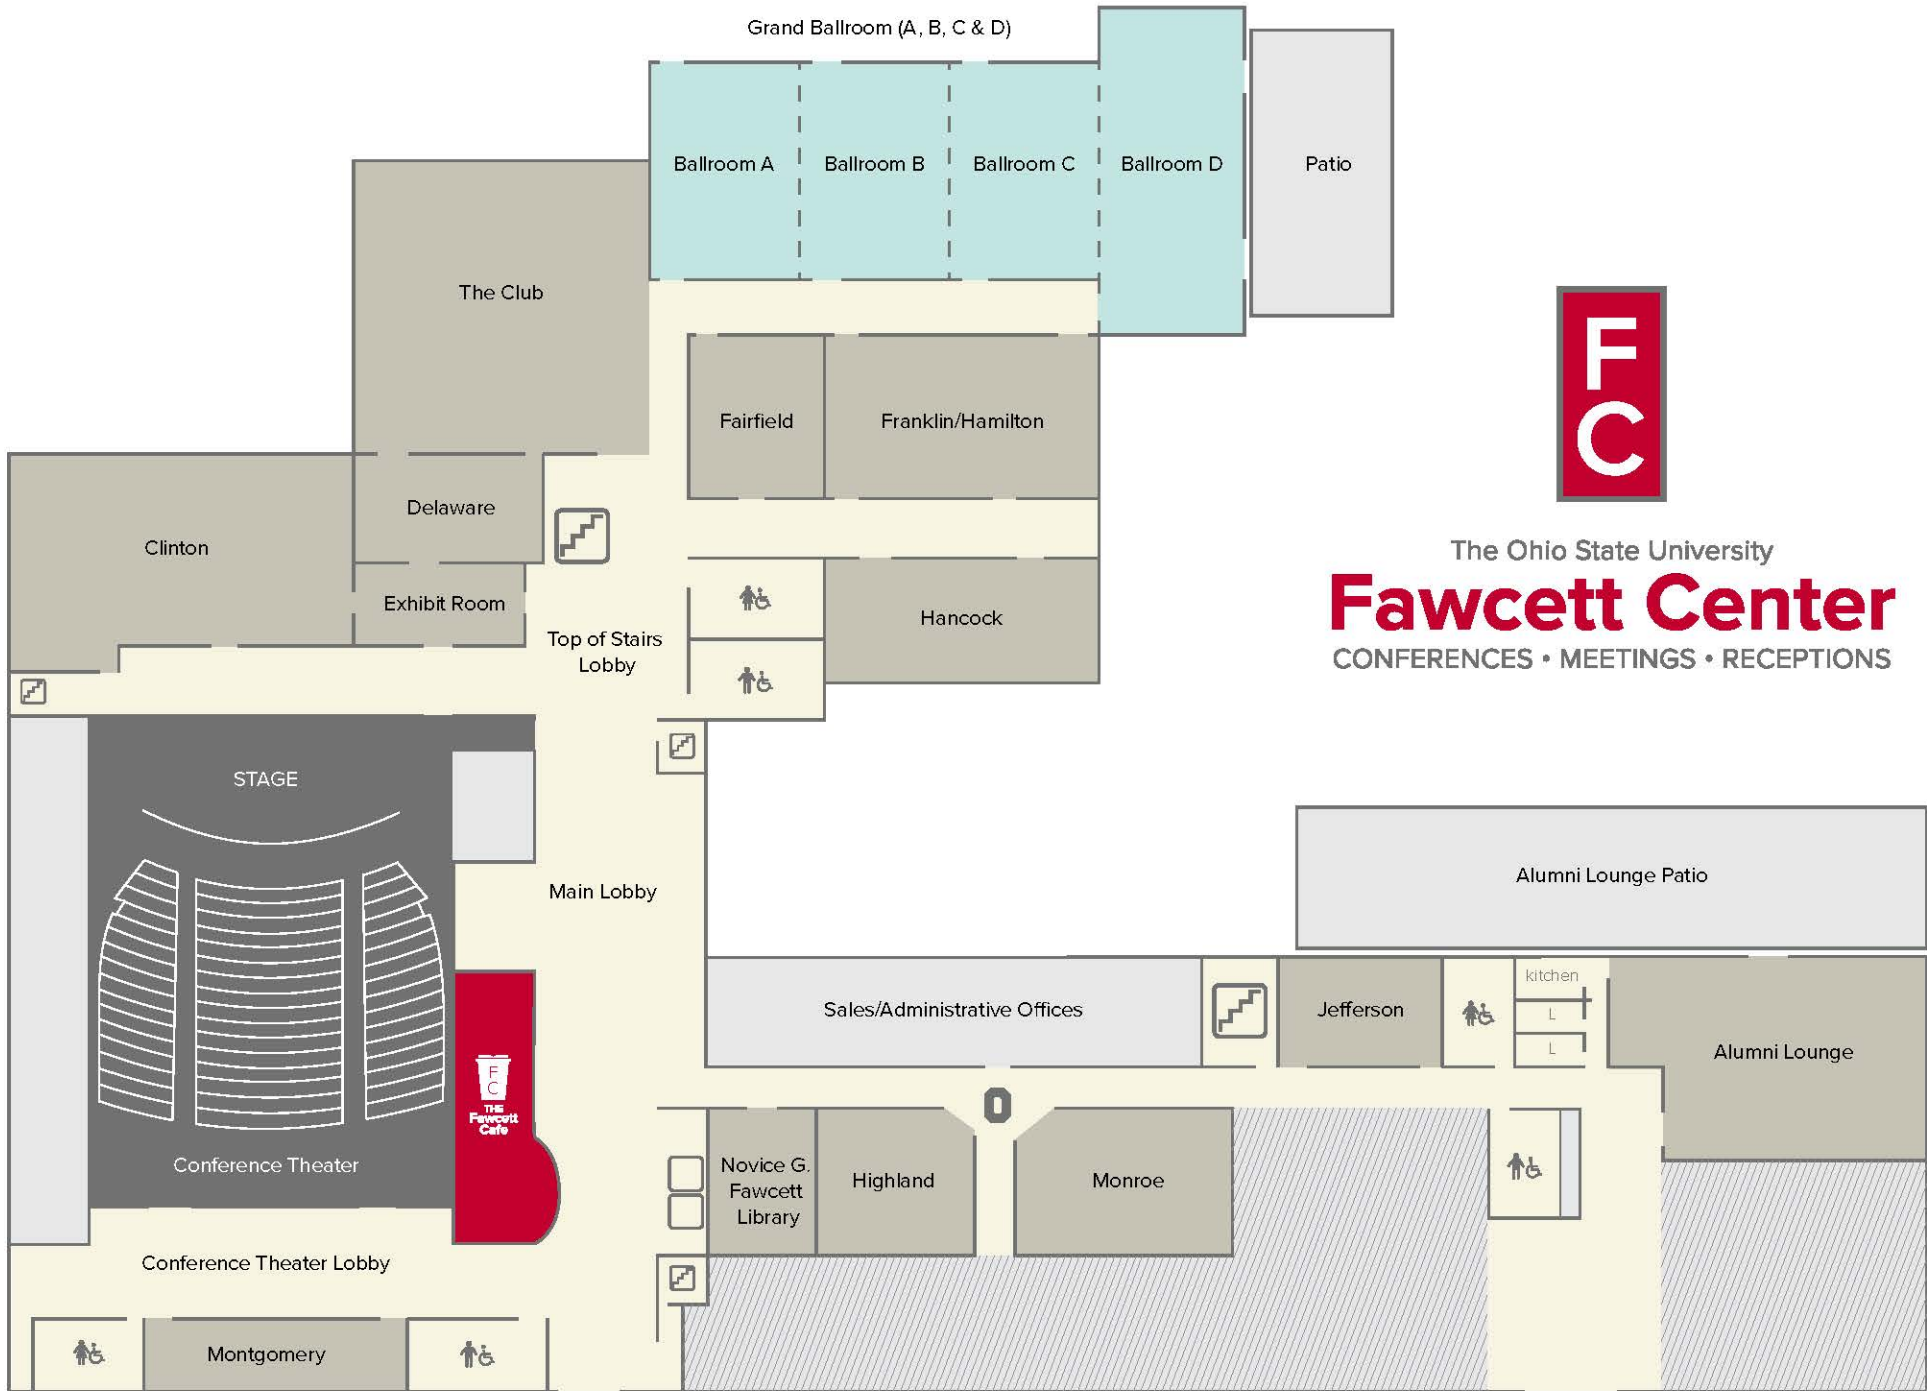 Grand Ballroom (A, B, C & D)
Ballroom A
Ballroom B
Ballroom C
Ballroom D
Patio
The Club
Fairfield
Franklin/Hamilton
Delaware
Clinton
Exhibit Room
Hancock
Top of Stairs
Lobby
F
C
The Ohio State University
Fawcett Center
CONFERENCES • MEETINGS • RECEPTIONS
STAGE
Main Lobby
Alumni Lounge Patio
Sales/Administrative Offices
Jefferson
kitchen
L
L
Alumni Lounge
F
C
THE
Fawcett
Cafe
O
Conference Theater
Novice G.
Fawcett
Library
Highland
Monroe
Conference Theater Lobby
Montgomery